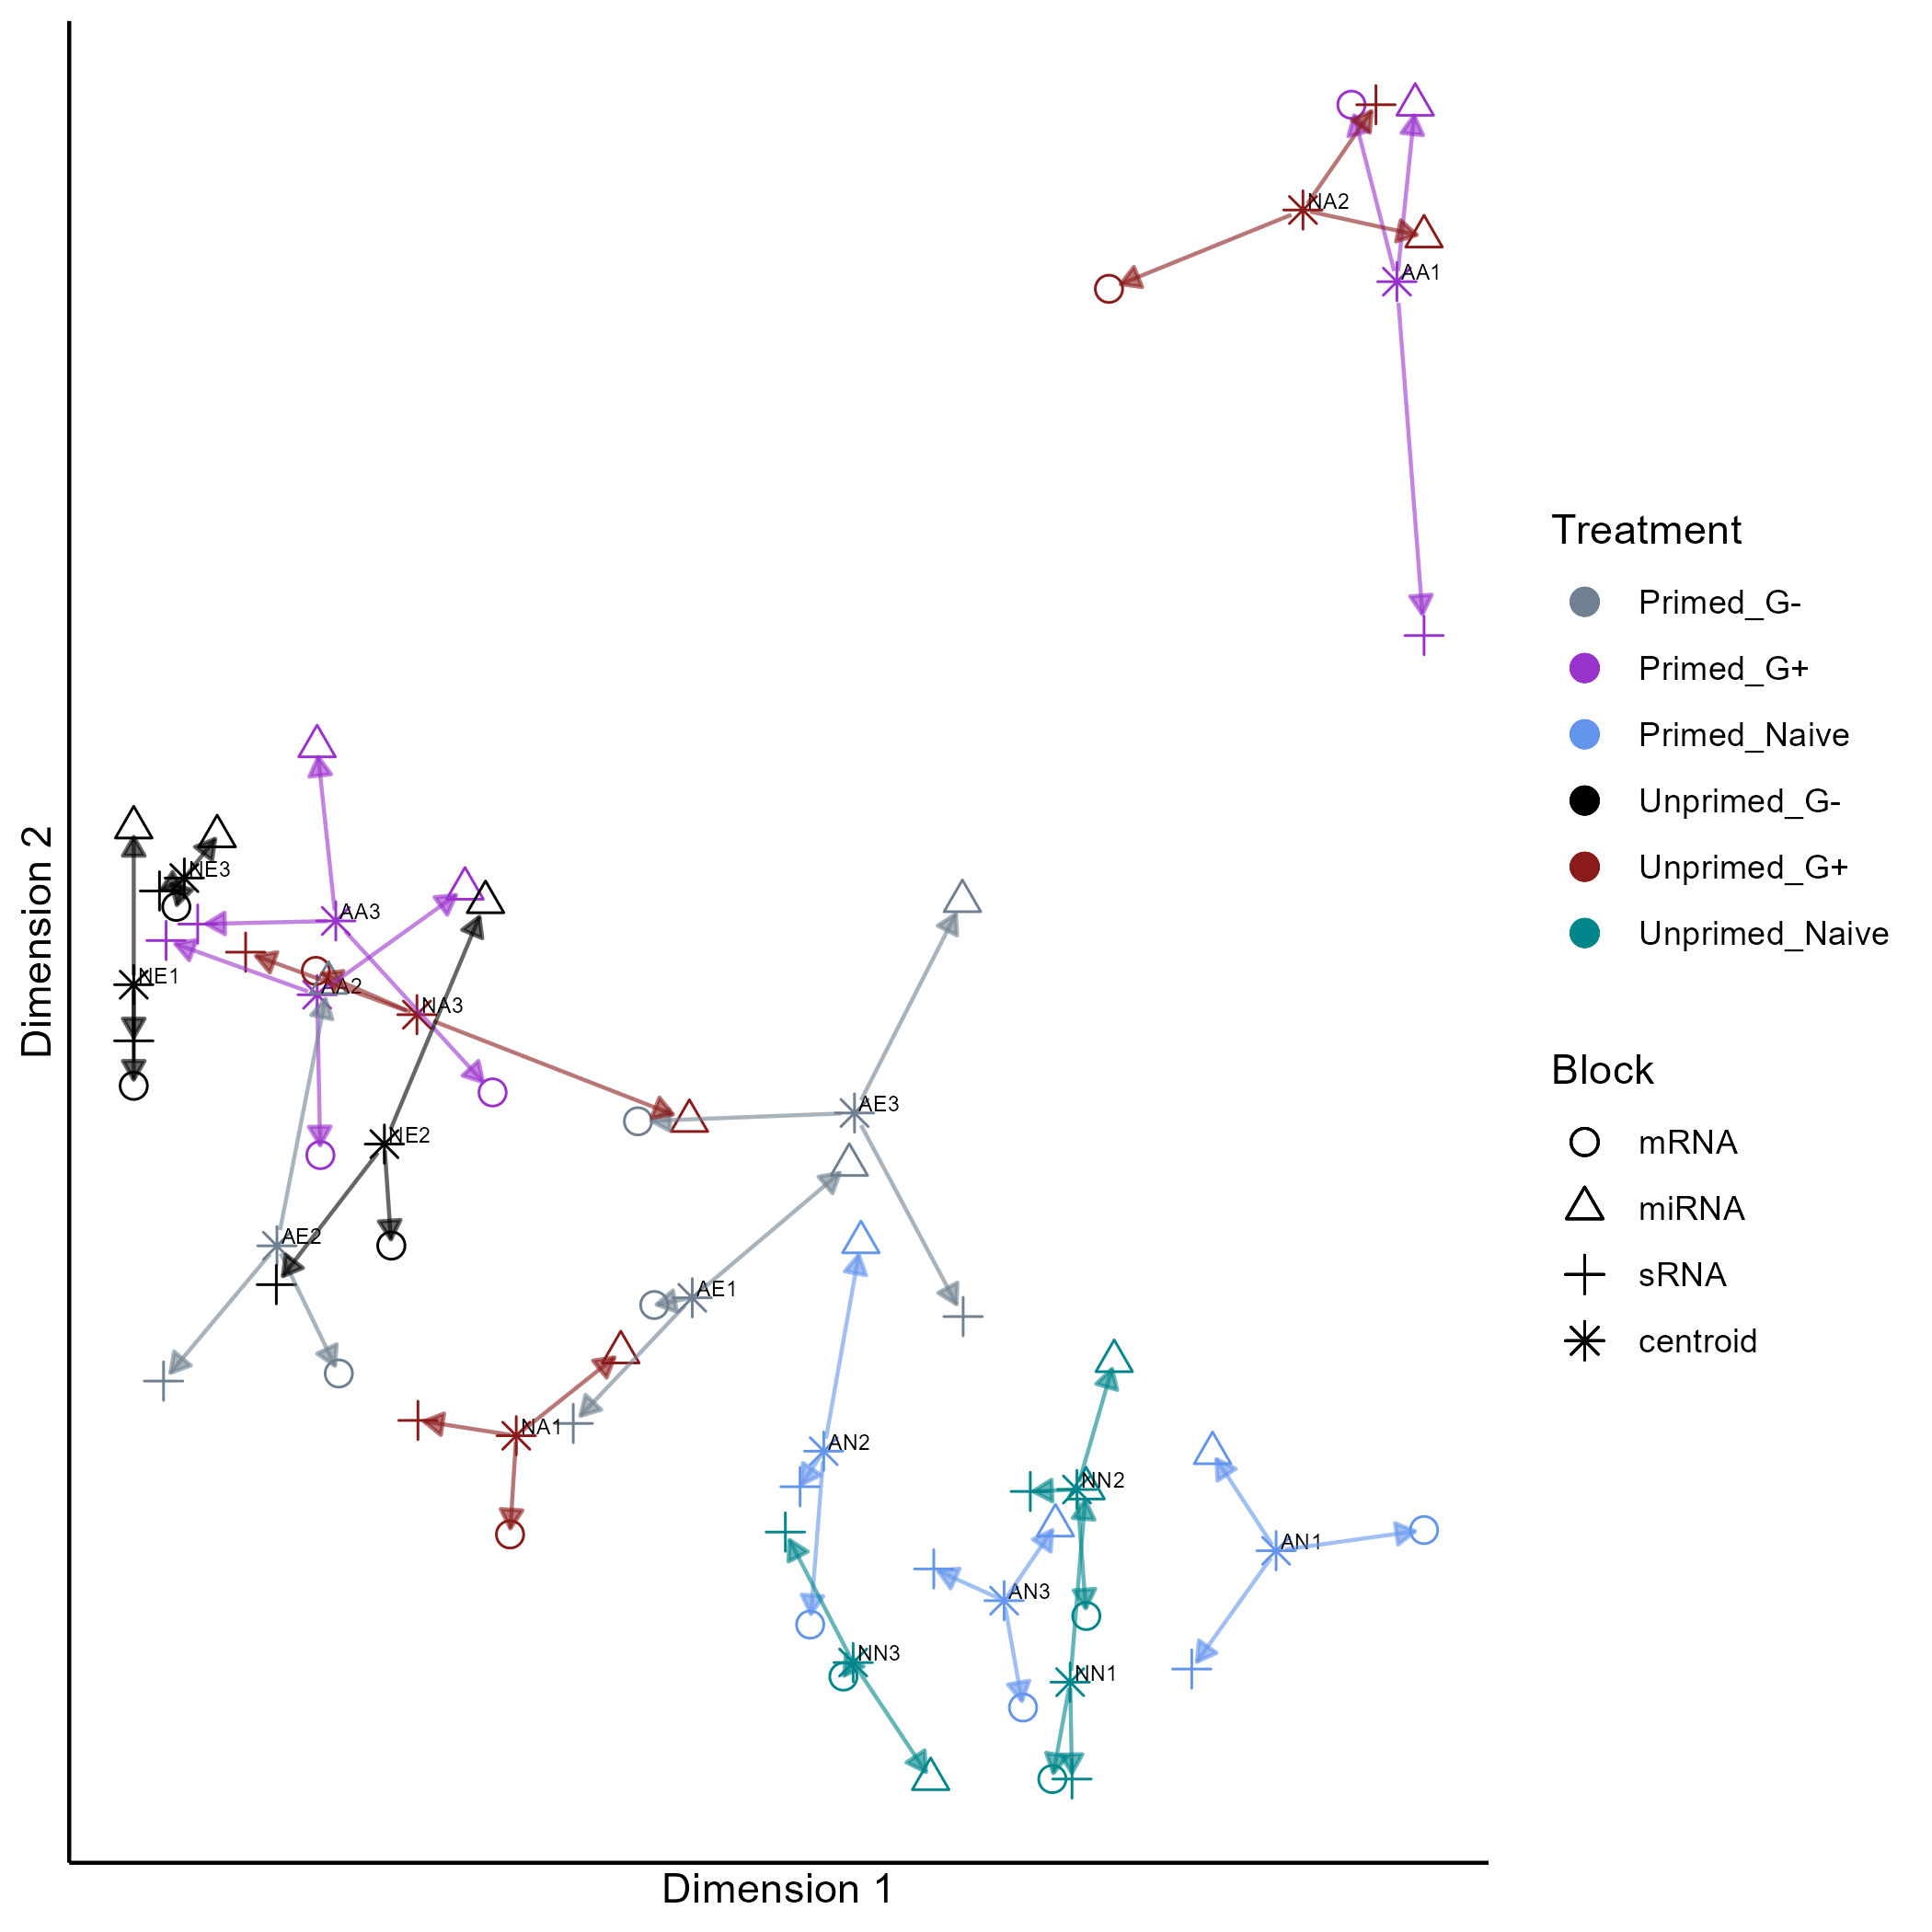 NA2
AA1
Treatment
Primed_G-
Primed_G+
Primed_Naive
Unprimed_G-
Unprimed_G+
Unprimed_Naive
Block
mRNA
miRNA
sRNA
centroid
NE3
AA3
NE1
AA2
NA3
AE3
NE2
AE2
AE1
NA1
AN2
NN2
AN1
AN3
NN3
NN1
Dimension 2
Dimension 1